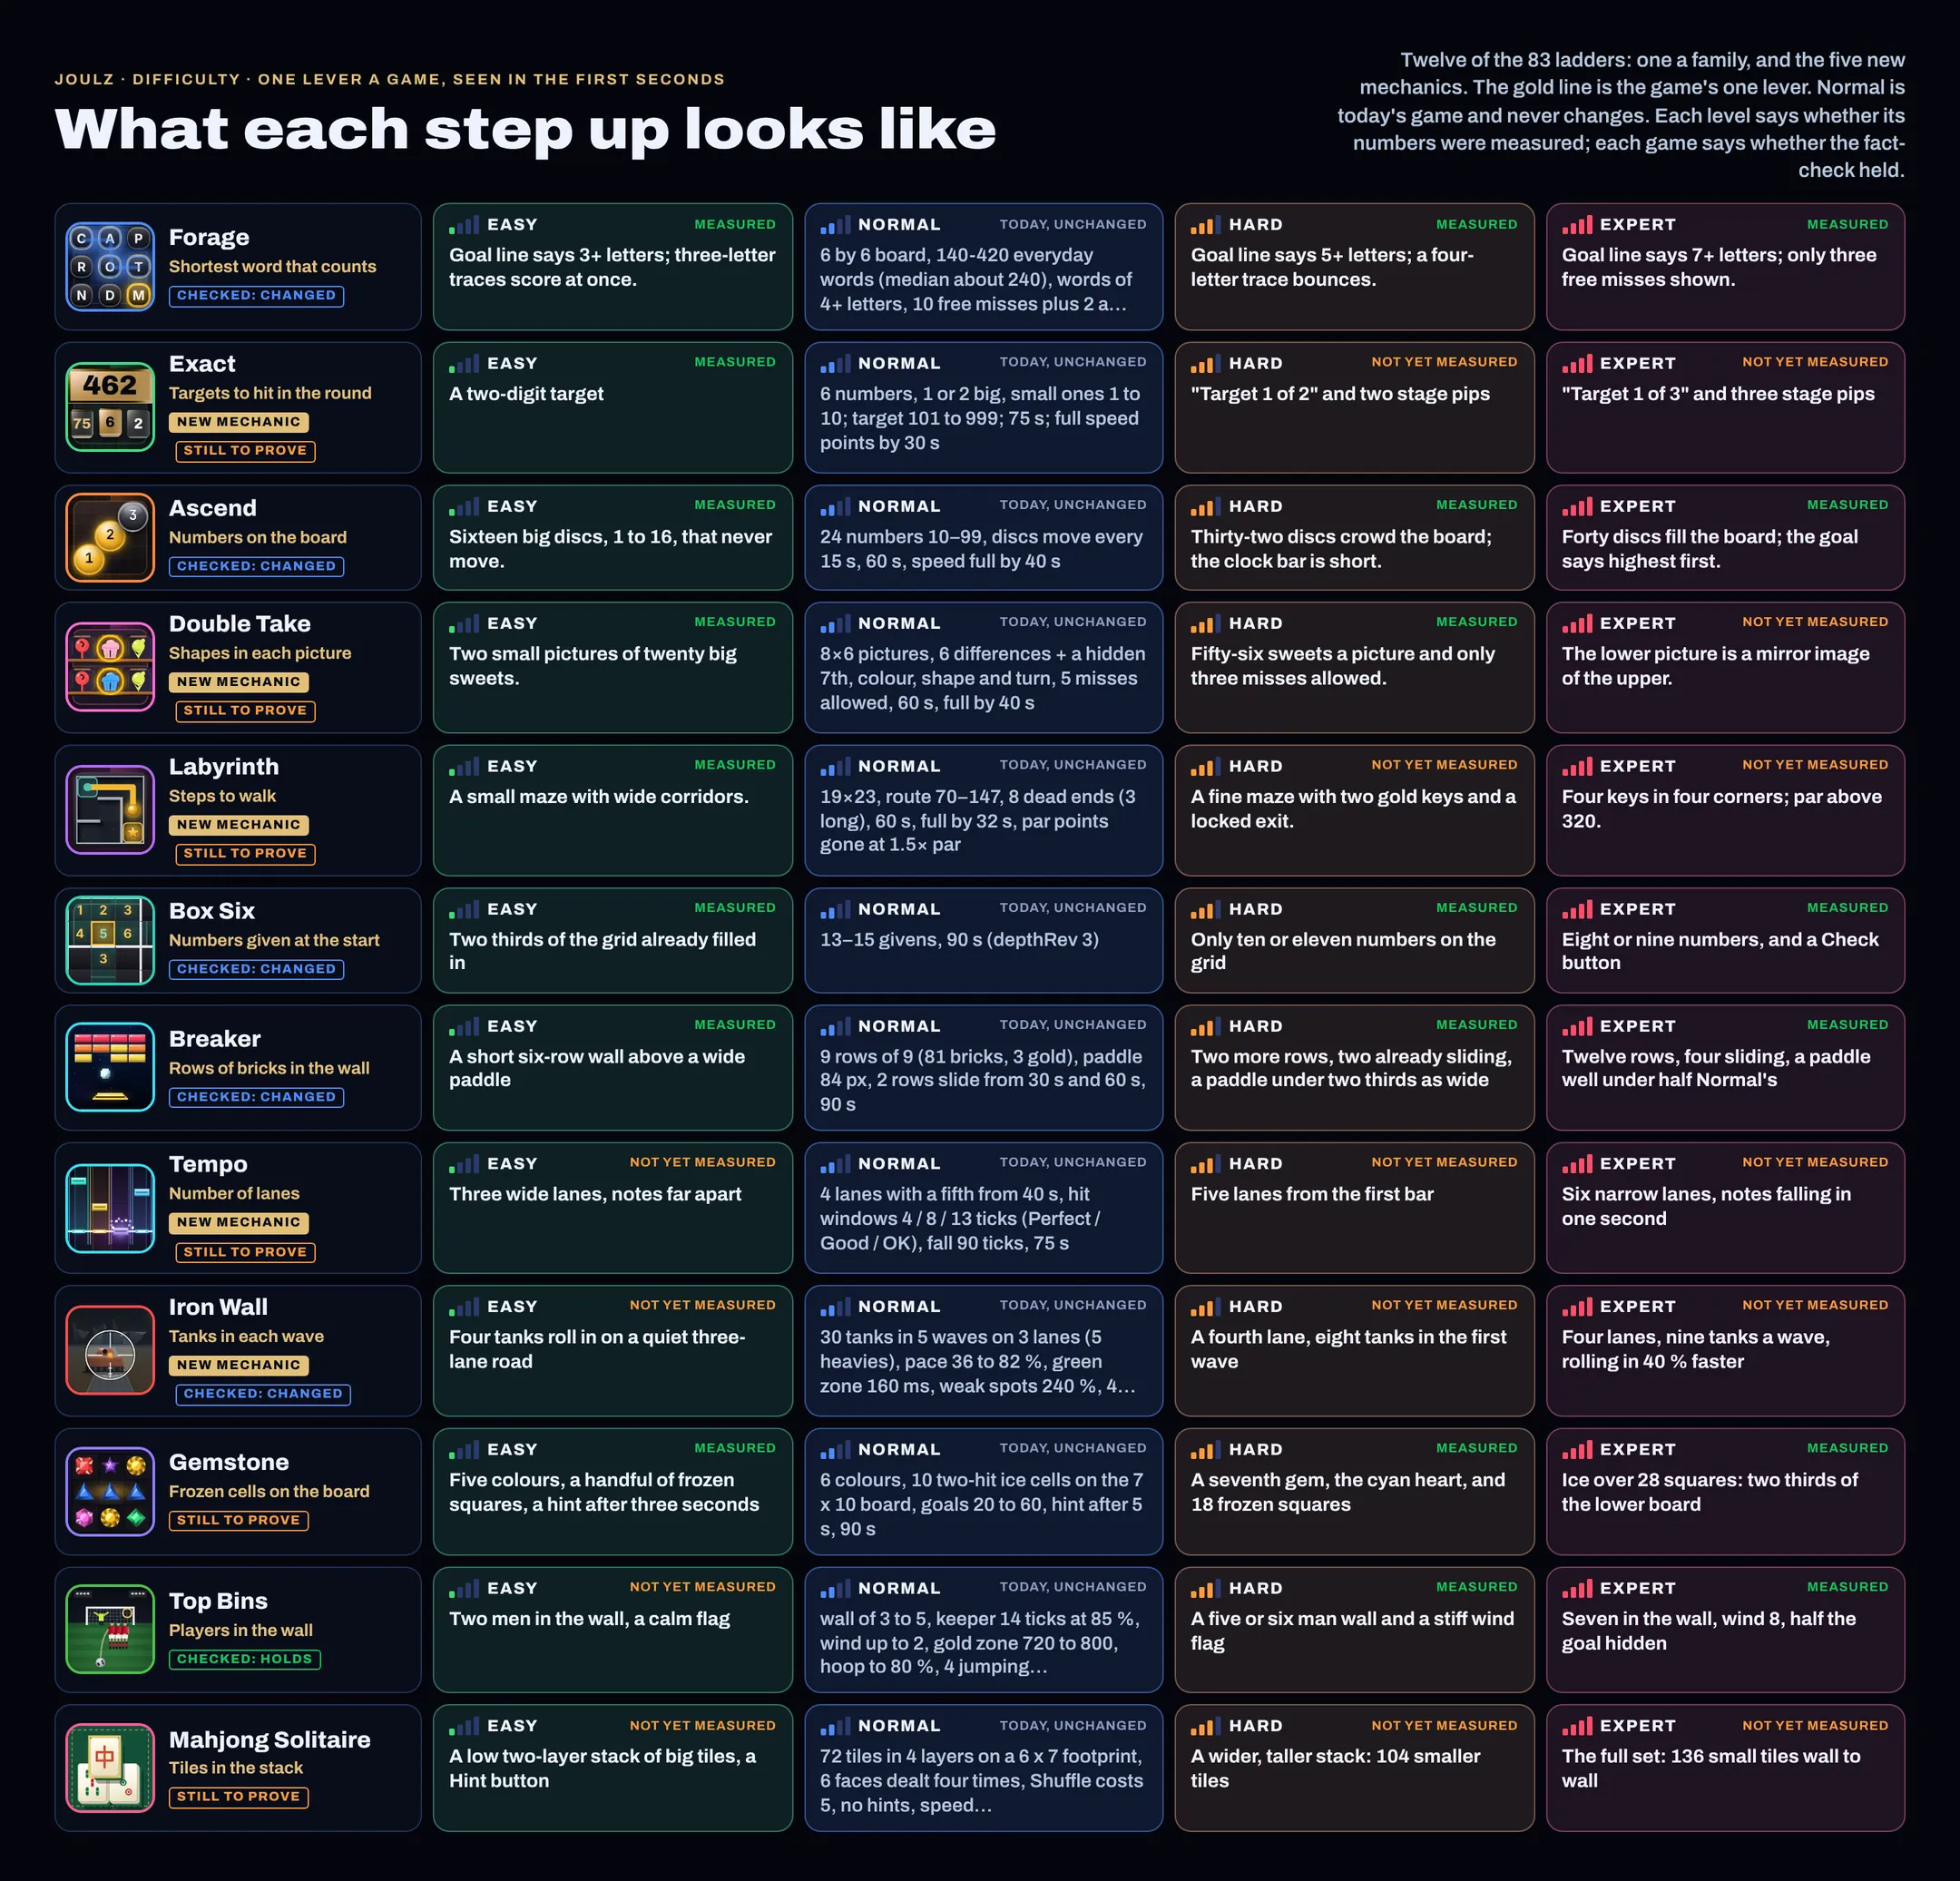 JOULZ · DIFFICULTY · ONE LEVER A GAME, SEEN IN THE FIRST SECONDS
What each step up looks like
Twelve of the 83 ladders: one a family, and the five new
mechanics. The gold line is the game's one lever. Normal is
today's game and never changes. Each level says whether its
numbers were measured; each game says whether the fact-
check held.
C A P
R O T
N D M
Forage
Shortest word that counts
CHECKED: CHANGED
EASY MEASURED
Goal line says 3+ letters; three-letter
traces score at once.
NORMAL TODAY, UNCHANGED
6 by 6 board, 140-420 everyday
words (median about 240), words of
4+ letters, 10 free misses plus 2 a…
HARD MEASURED
Goal line says 5+ letters; a four-
letter trace bounces.
EXPERT MEASURED
Goal line says 7+ letters; only three
free misses shown.
462
75 6 2
Exact
Targets to hit in the round
NEW MECHANIC
STILL TO PROVE
EASY MEASURED
A two-digit target
NORMAL TODAY, UNCHANGED
6 numbers, 1 or 2 big, small ones 1 to
10; target 101 to 999; 75 s; full speed
points by 30 s
HARD NOT YET MEASURED
"Target 1 of 2" and two stage pips
EXPERT NOT YET MEASURED
"Target 1 of 3" and three stage pips
3
2
1
Ascend
Numbers on the board
CHECKED: CHANGED
EASY MEASURED
Sixteen big discs, 1 to 16, that never
move.
NORMAL TODAY, UNCHANGED
24 numbers 10–99, discs move every
15 s, 60 s, speed full by 40 s
HARD MEASURED
Thirty-two discs crowd the board;
the clock bar is short.
EXPERT MEASURED
Forty discs fill the board; the goal
says highest first.
Double Take
Shapes in each picture
NEW MECHANIC
STILL TO PROVE
EASY MEASURED
Two small pictures of twenty big
sweets.
NORMAL TODAY, UNCHANGED
8×6 pictures, 6 differences + a hidden
7th, colour, shape and turn, 5 misses
allowed, 60 s, full by 40 s
HARD MEASURED
Fifty-six sweets a picture and only
three misses allowed.
EXPERT NOT YET MEASURED
The lower picture is a mirror image
of the upper.
Labyrinth
Steps to walk
NEW MECHANIC
STILL TO PROVE
EASY MEASURED
A small maze with wide corridors.
NORMAL TODAY, UNCHANGED
19×23, route 70–147, 8 dead ends (3
long), 60 s, full by 32 s, par points
gone at 1.5× par
HARD NOT YET MEASURED
A fine maze with two gold keys and a
locked exit.
EXPERT NOT YET MEASURED
Four keys in four corners; par above
320.
1 2 3
4 5 6
3
Box Six
Numbers given at the start
CHECKED: CHANGED
EASY MEASURED
Two thirds of the grid already filled
in
NORMAL TODAY, UNCHANGED
13–15 givens, 90 s (depthRev 3)
HARD MEASURED
Only ten or eleven numbers on the
grid
EXPERT MEASURED
Eight or nine numbers, and a Check
button
Breaker
Rows of bricks in the wall
CHECKED: CHANGED
EASY MEASURED
A short six-row wall above a wide
paddle
NORMAL TODAY, UNCHANGED
9 rows of 9 (81 bricks, 3 gold), paddle
84 px, 2 rows slide from 30 s and 60 s,
90 s
HARD MEASURED
Two more rows, two already sliding,
a paddle under two thirds as wide
EXPERT MEASURED
Twelve rows, four sliding, a paddle
well under half Normal's
Tempo
Number of lanes
NEW MECHANIC
STILL TO PROVE
EASY NOT YET MEASURED
Three wide lanes, notes far apart
NORMAL TODAY, UNCHANGED
4 lanes with a fifth from 40 s, hit
windows 4 / 8 / 13 ticks (Perfect /
Good / OK), fall 90 ticks, 75 s
HARD NOT YET MEASURED
Five lanes from the first bar
EXPERT NOT YET MEASURED
Six narrow lanes, notes falling in
one second
Iron Wall
Tanks in each wave
NEW MECHANIC
CHECKED: CHANGED
EASY NOT YET MEASURED
Four tanks roll in on a quiet three-
lane road
NORMAL TODAY, UNCHANGED
30 tanks in 5 waves on 3 lanes (5
heavies), pace 36 to 82 %, green
zone 160 ms, weak spots 240 %, 4…
HARD NOT YET MEASURED
A fourth lane, eight tanks in the first
wave
EXPERT NOT YET MEASURED
Four lanes, nine tanks a wave,
rolling in 40 % faster
Gemstone
Frozen cells on the board
STILL TO PROVE
EASY MEASURED
Five colours, a handful of frozen
squares, a hint after three seconds
NORMAL TODAY, UNCHANGED
6 colours, 10 two-hit ice cells on the 7
x 10 board, goals 20 to 60, hint after 5
s, 90 s
HARD MEASURED
A seventh gem, the cyan heart, and
18 frozen squares
EXPERT MEASURED
Ice over 28 squares: two thirds of
the lower board
Top Bins
Players in the wall
CHECKED: HOLDS
EASY NOT YET MEASURED
Two men in the wall, a calm flag
NORMAL TODAY, UNCHANGED
wall of 3 to 5, keeper 14 ticks at 85 %,
wind up to 2, gold zone 720 to 800,
hoop to 80 %, 4 jumping…
HARD MEASURED
A five or six man wall and a stiff wind
flag
EXPERT MEASURED
Seven in the wall, wind 8, half the
goal hidden
中
Mahjong Solitaire
Tiles in the stack
STILL TO PROVE
EASY NOT YET MEASURED
A low two-layer stack of big tiles, a
Hint button
NORMAL TODAY, UNCHANGED
72 tiles in 4 layers on a 6 x 7 footprint,
6 faces dealt four times, Shuffle costs
5, no hints, speed…
HARD NOT YET MEASURED
A wider, taller stack: 104 smaller
tiles
EXPERT NOT YET MEASURED
The full set: 136 small tiles wall to
wall